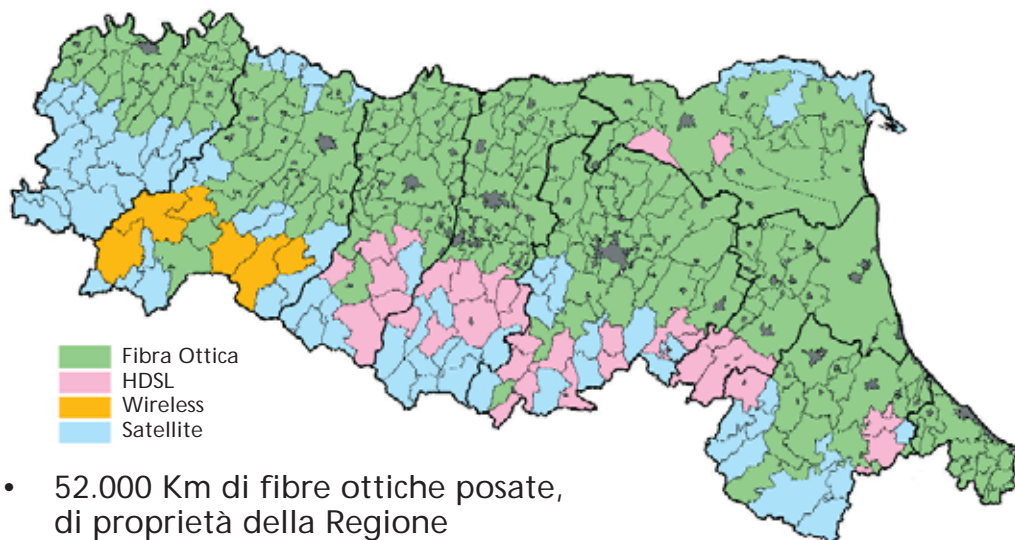 Fibra Ottica
HDSL
Wireless
Satellite
• 52.000 Km di fibre ottiche posate,
di proprietà della Regione